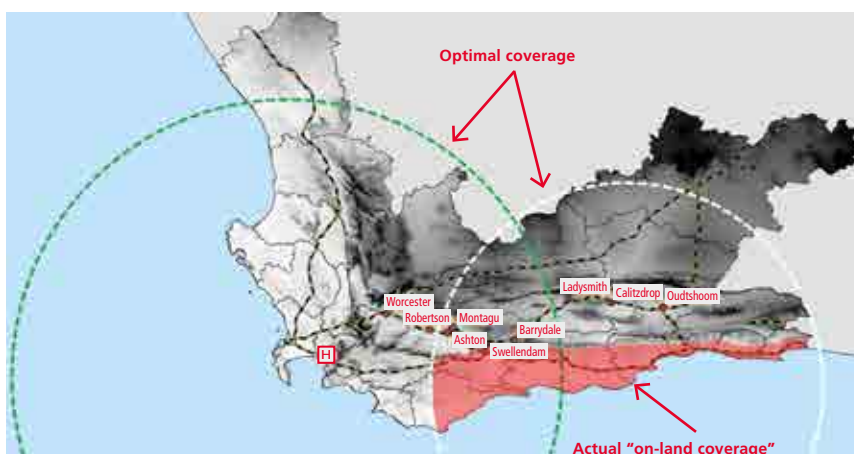 Optimal coverage
Ladysmith
Calitzdrop
Oudtshoom
Worcester
Robertson
Montagu
Barrydale
Ashton
Swellendam
H
Actual “on-land coverage”